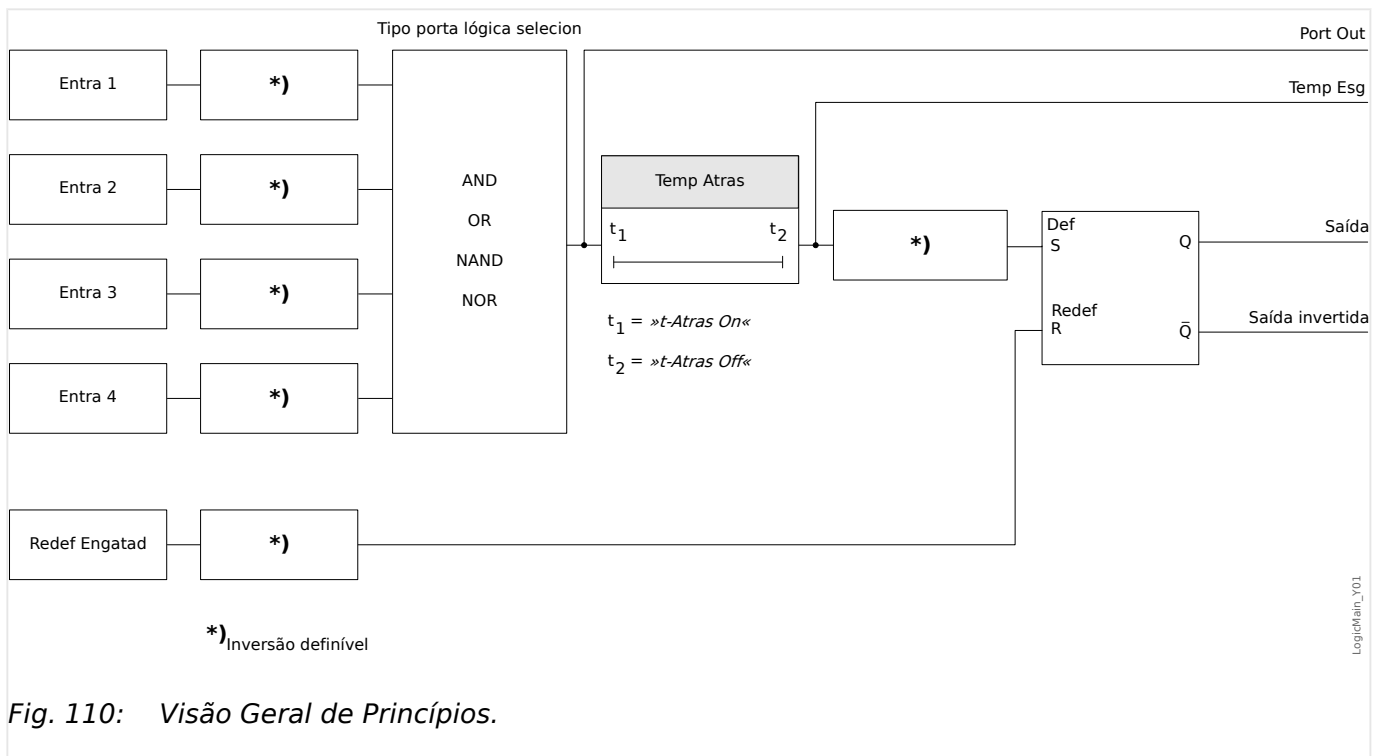 Tipo porta lógica selecion
Port Out
Entra 1
*)
Temp Esg
Entra 2
*)
AND
OR
NAND
NOR
Temp Atras
t1
t2
*)
Def
S
Q
Saída
Entra 3
*)
t1 = »t-Atras On«
t2 = »t-Atras Off«
Redef
R
Q̅
Saída invertida
Entra 4
*)
Redef Engatad
*)
*) Inversão definível
LogicMain_Y01
Fig. 110: Visão Geral de Princípios.